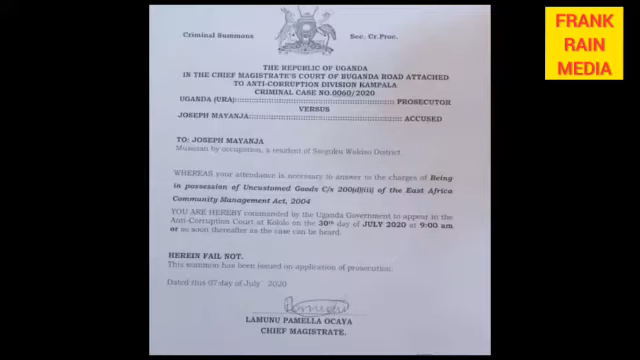 FRANK
RAIN
MEDIA
Criminal Summons
Sec. Cr.Proc.
THE REPUBLIC OF UGANDA
IN THE CHIEF MAGISTRATE'S COURT OF BUGANDA ROAD ATTACHED
TO ANTI-CORRUPTION DIVISION KAMPALA
CRIMINAL CASE NO.0060/2020
UGANDA (URA)::::::::::::::::::::::::::::::::::::::::::::::: PROSECUTOR
VERSUS
JOSEPH MAYANJA::::::::::::::::::::::::::::::::::::::::::::: ACCUSED
TO: JOSEPH MAYANJA
Musician by occupation, a resident of Seeguku Wakiso District.
WHEREAS your attendance is necessary to answer to the charges of Being
in possession of Uncustomed Goods C/s 200(d)(iii) of the East Africa
Community Management Act, 2004
YOU ARE HEREBY commanded by the Uganda Government to appear in the
Anti-Corruption Court at Kololo on the 30th day of JULY 2020 at 9:00 am
or as soon thereafter as the case can be heard.
HEREIN FAIL NOT.
This summon has been issued on application of prosecution.
Dated this 07 day of July 2020
LAMUNU PAMELLA OCAYA
CHIEF MAGISTRATE.